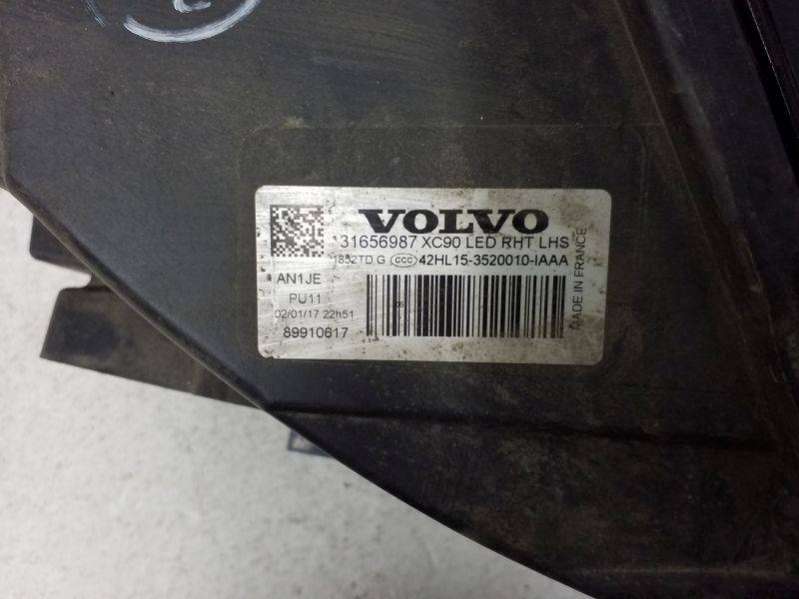 VOLVO
31656987 XC90 LED RHT LHS
1832TD G CCC 42HL15-3520010-IAAA
AN1JE
PU11
02/01/17 22h51
89910617
MADE IN FRANCE